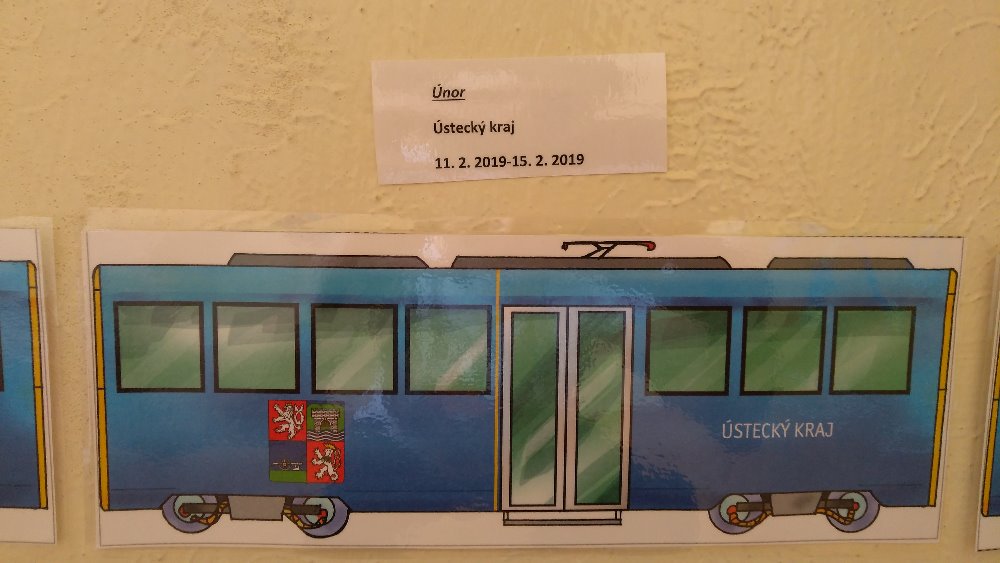 Únor
Ústecký kraj
11. 2. 2019-15. 2. 2019
ÚSTECKÝ KRAJ